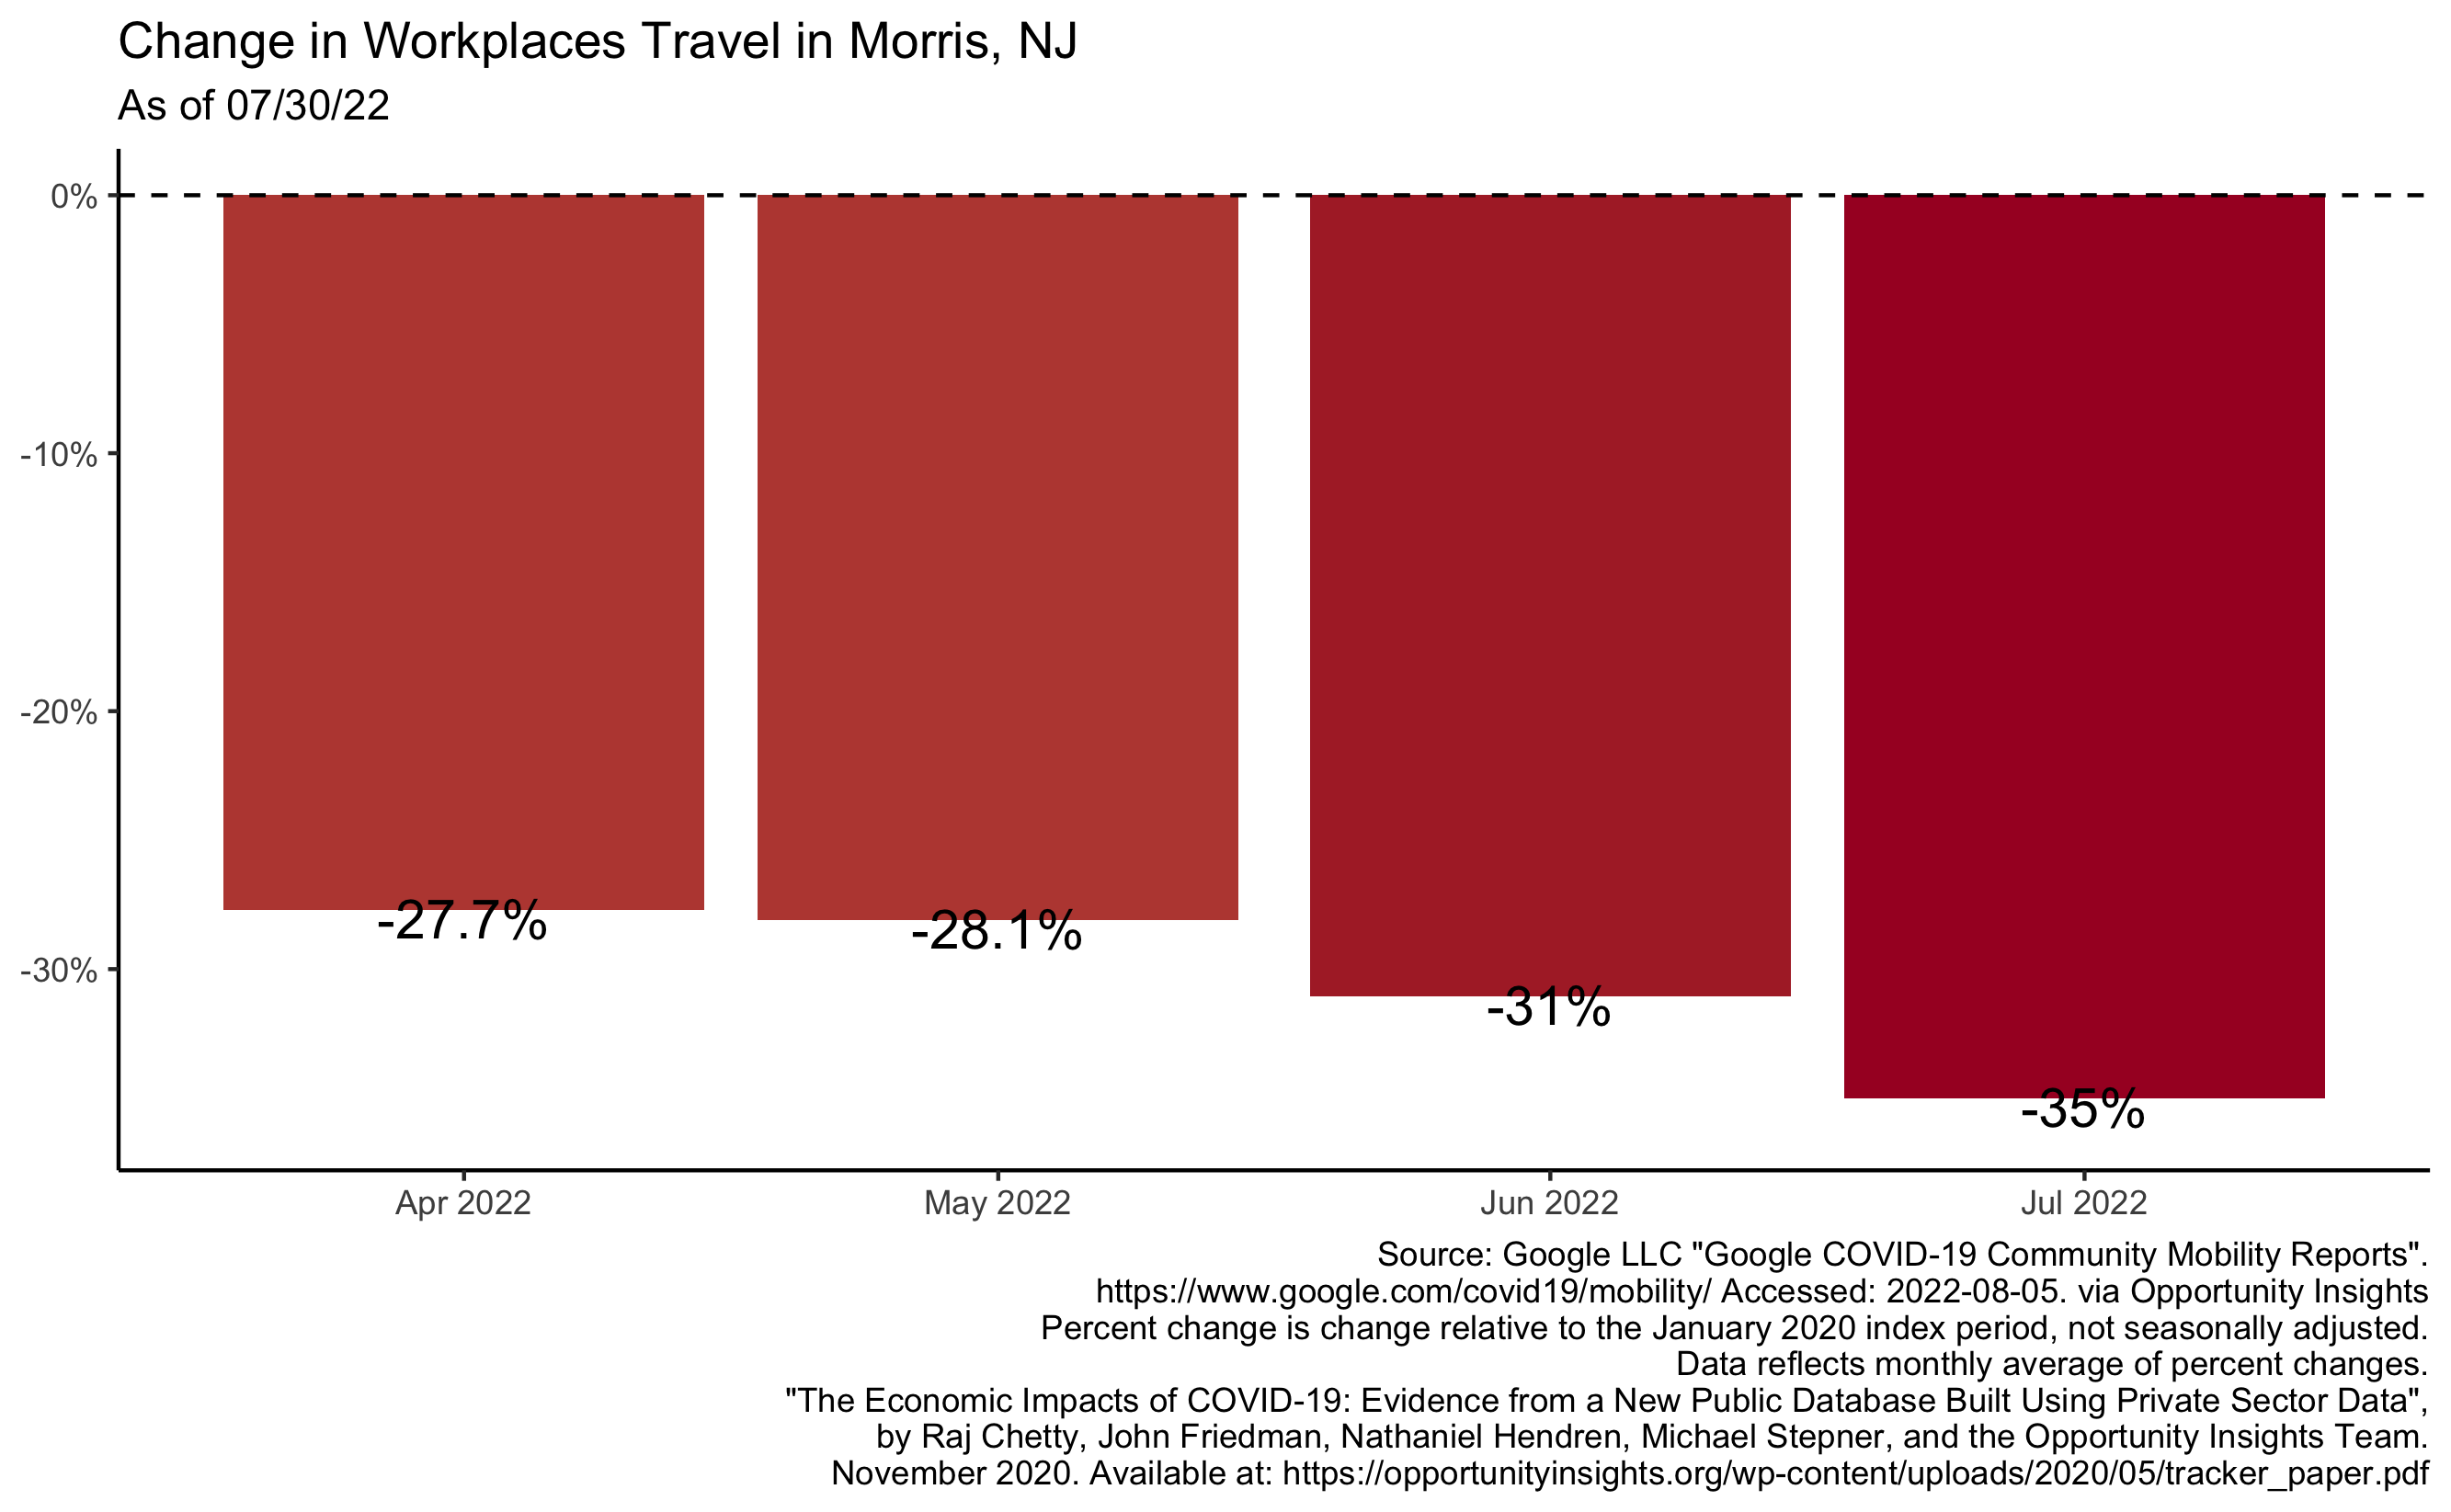 Change in Workplaces Travel in Morris, NJ
As of 07/30/22
0%
-10%
-20%
-30%
-27.7%
-28.1%
-31%
-35%
Apr 2022
May 2022
Jun 2022
Jul 2022
Source: Google LLC "Google COVID-19 Community Mobility Reports".
https://www.google.com/covid19/mobility/ Accessed: 2022-08-05. via Opportunity Insights
Percent change is change relative to the January 2020 index period, not seasonally adjusted.
Data reflects monthly average of percent changes.
"The Economic Impacts of COVID-19: Evidence from a New Public Database Built Using Private Sector Data",
by Raj Chetty, John Friedman, Nathaniel Hendren, Michael Stepner, and the Opportunity Insights Team.
November 2020. Available at: https://opportunityinsights.org/wp-content/uploads/2020/05/tracker_paper.pdf